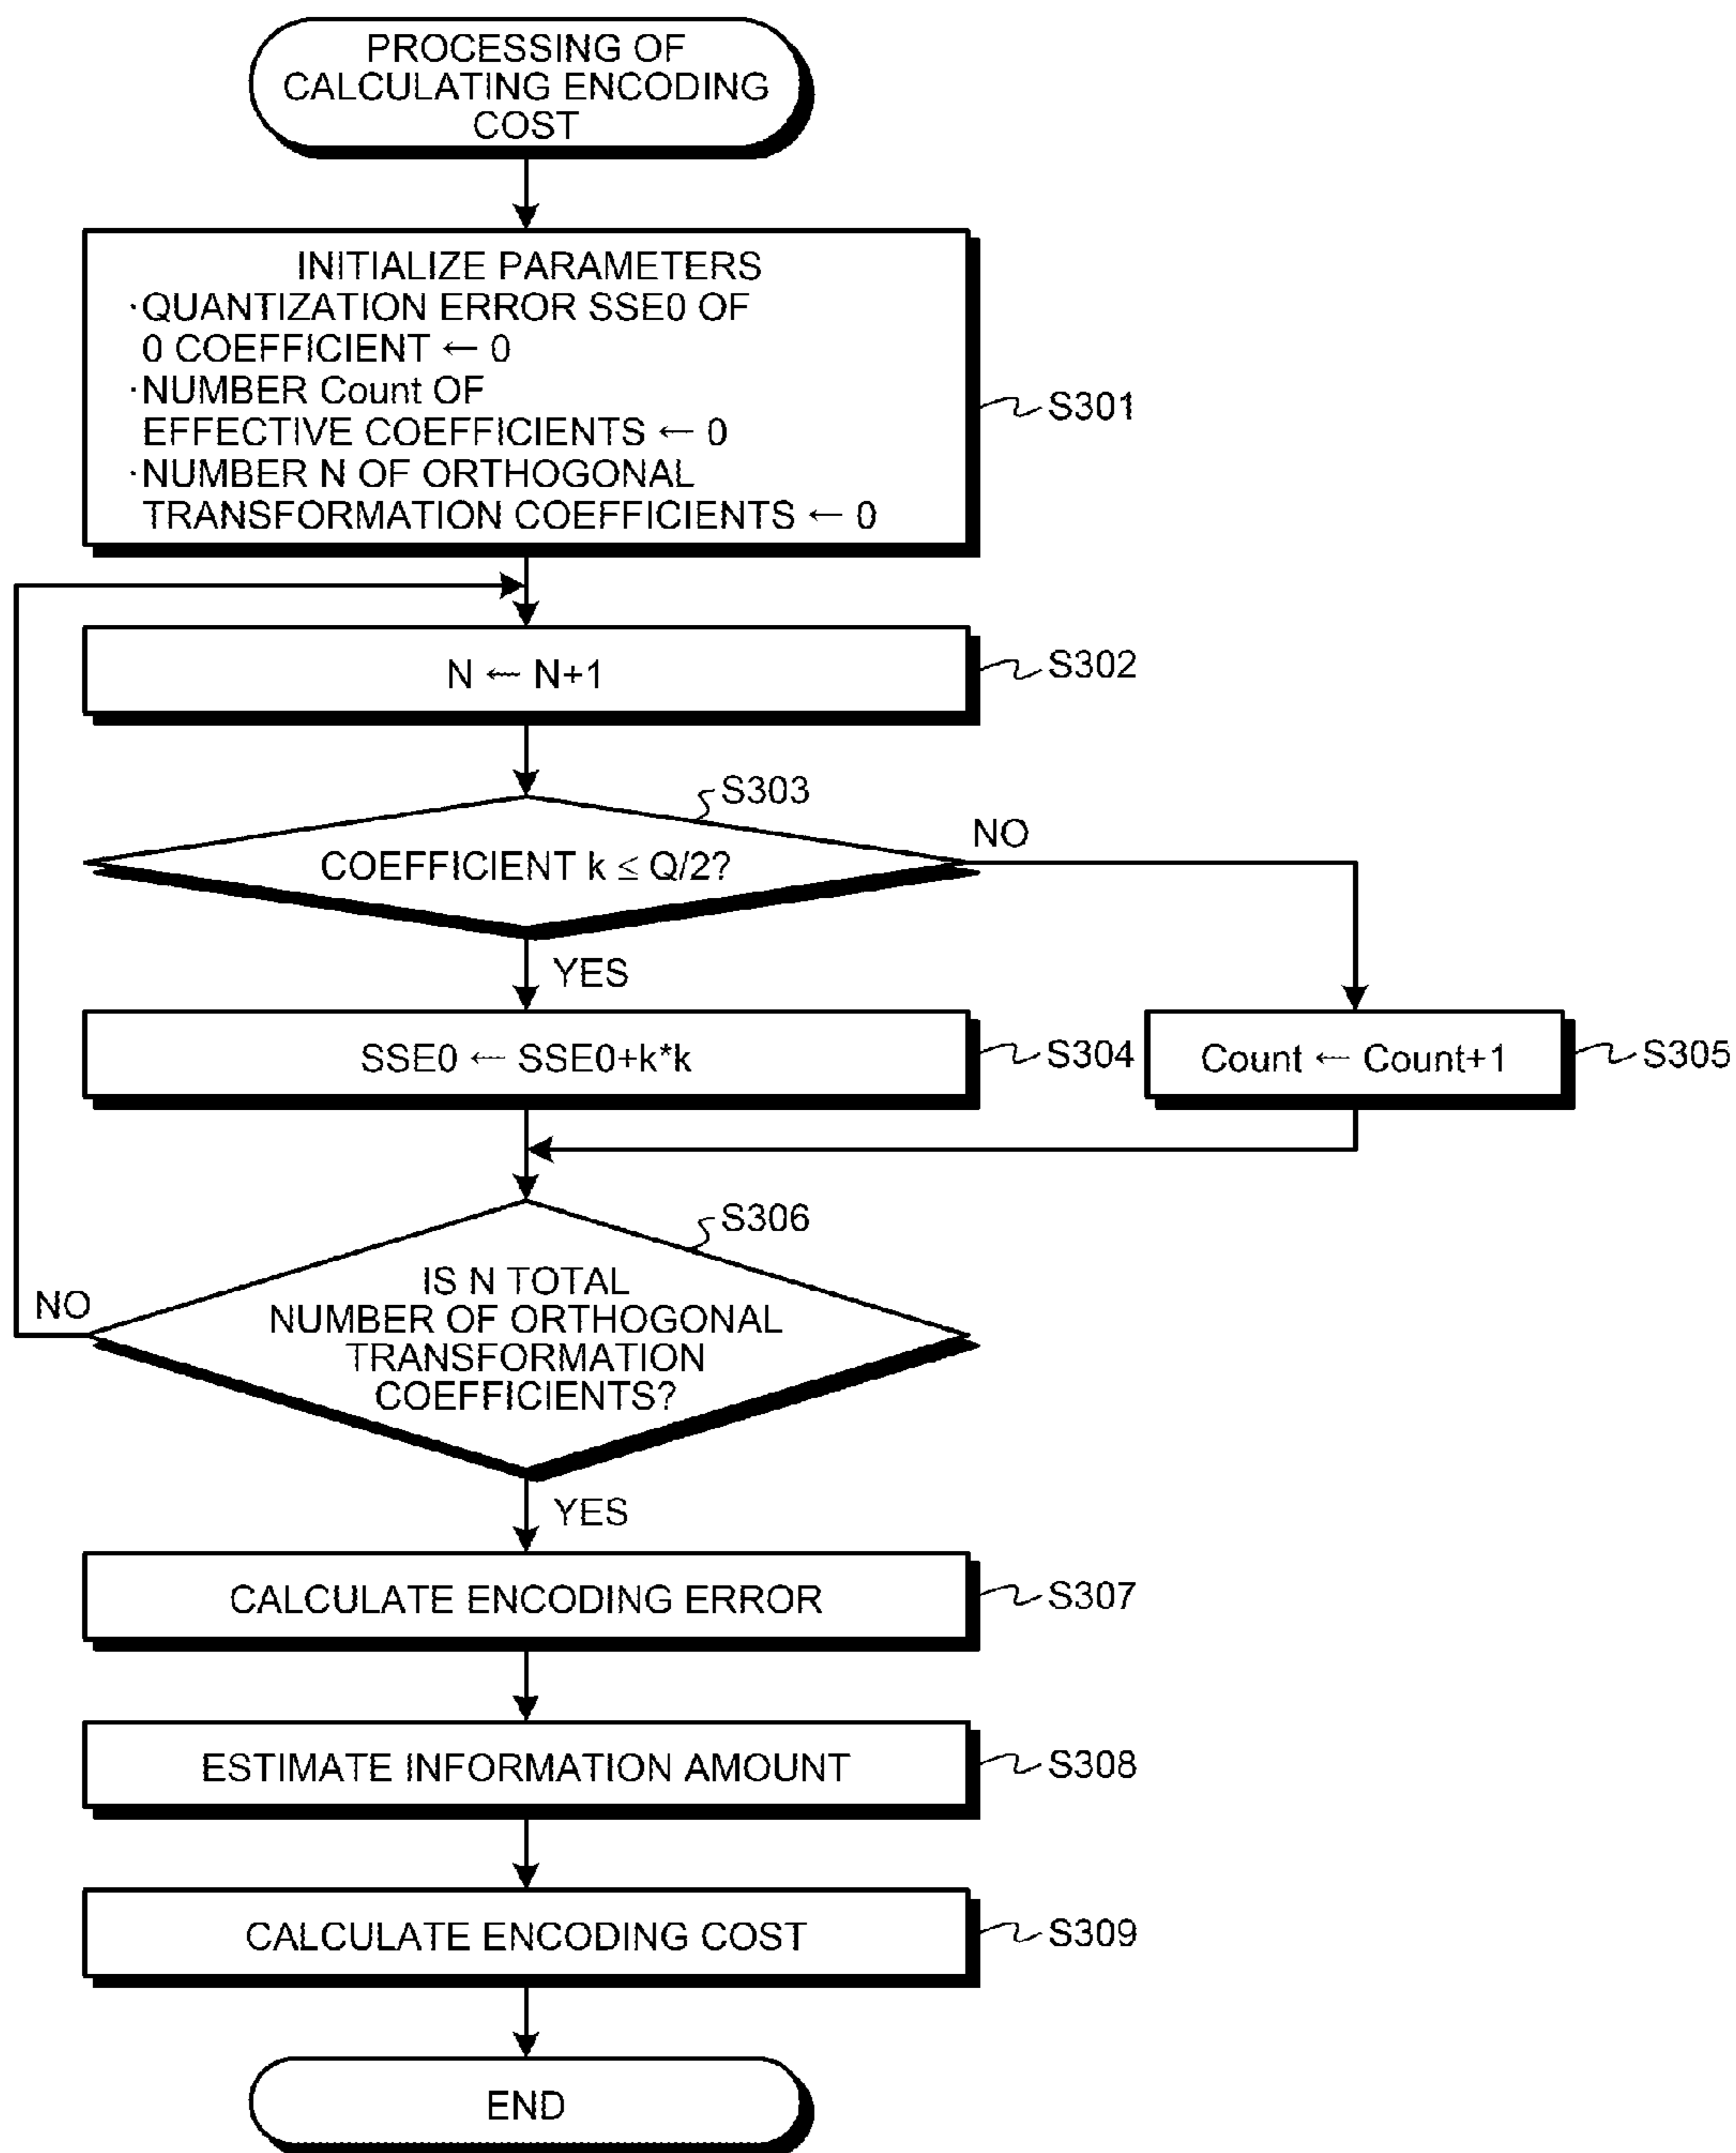 PROCESSING OF
CALCULATING ENCODING
COST
INITIALIZE PARAMETERS
·QUANTIZATION ERROR SSE0 OF
0 COEFFICIENT ← 0
·NUMBER Count OF
EFFECTIVE COEFFICIENTS ← 0
·NUMBER N OF ORTHOGONAL
TRANSFORMATION COEFFICIENTS ← 0
S301
N ← N+1
S302
S303
COEFFICIENT k ≤ Q/2?
NO
YES
SSE0 ← SSE0+k*k
S304
Count ← Count+1
S305
S306
IS N TOTAL
NUMBER OF ORTHOGONAL
TRANSFORMATION
COEFFICIENTS?
NO
YES
CALCULATE ENCODING ERROR
S307
ESTIMATE INFORMATION AMOUNT
S308
CALCULATE ENCODING COST
S309
END